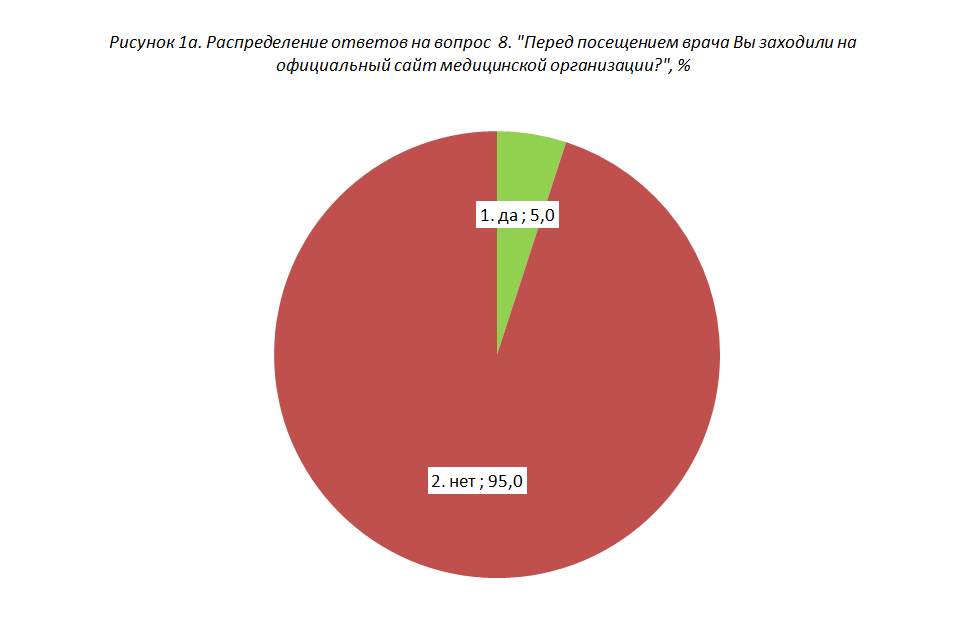 Рисунок 1а. Распределение ответов на вопрос 8. "Перед посещением врача Вы заходили на
официальный сайт медицинской организации?", %
1. да ; 5,0
2. нет ; 95,0